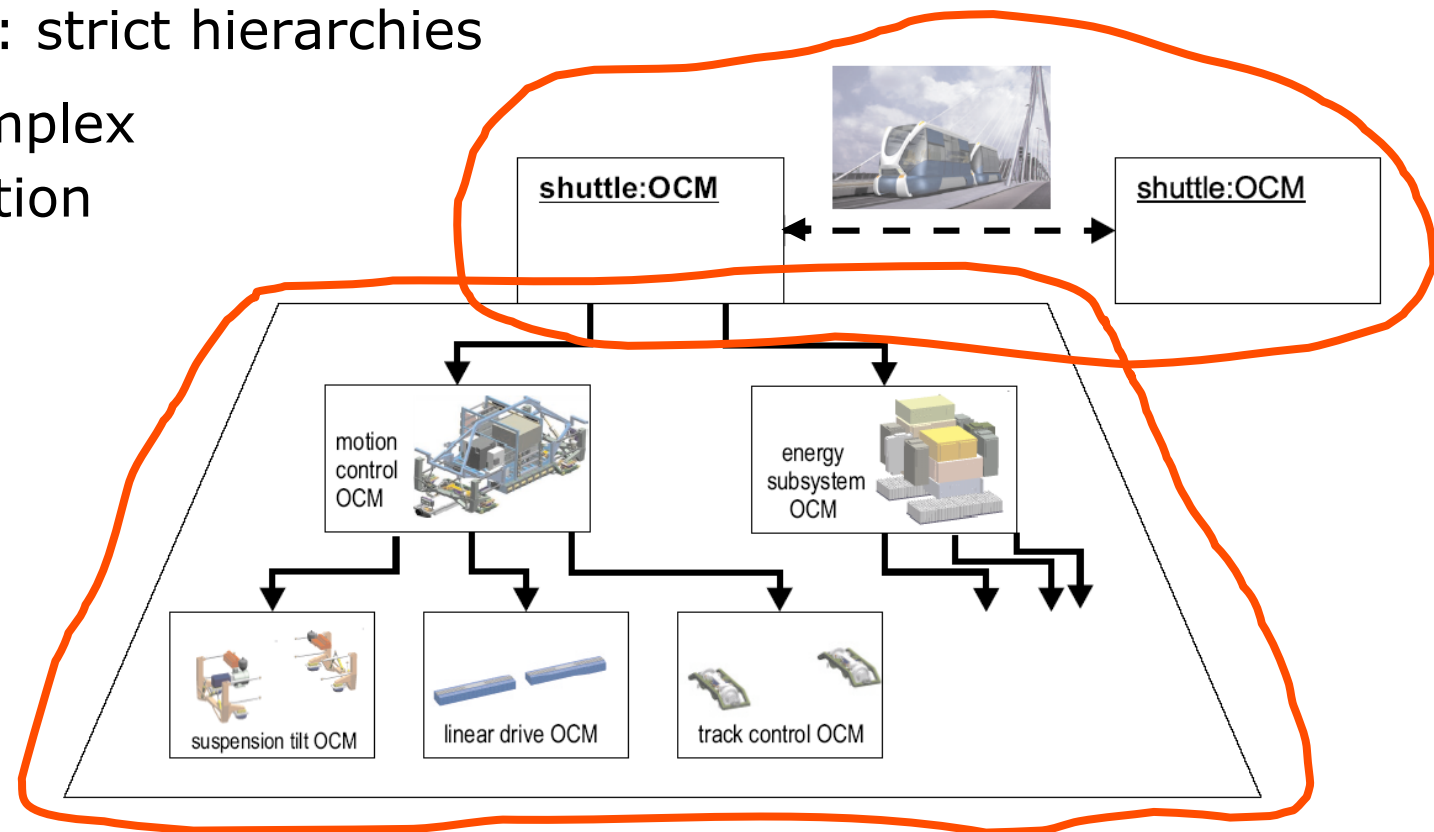 : strict hierarchies
mplex
tion
shuttle:OCM
shuttle:OCM
motion
control
OCM
energy
subsystem
OCM
suspension tilt OCM
linear drive OCM
track control OCM